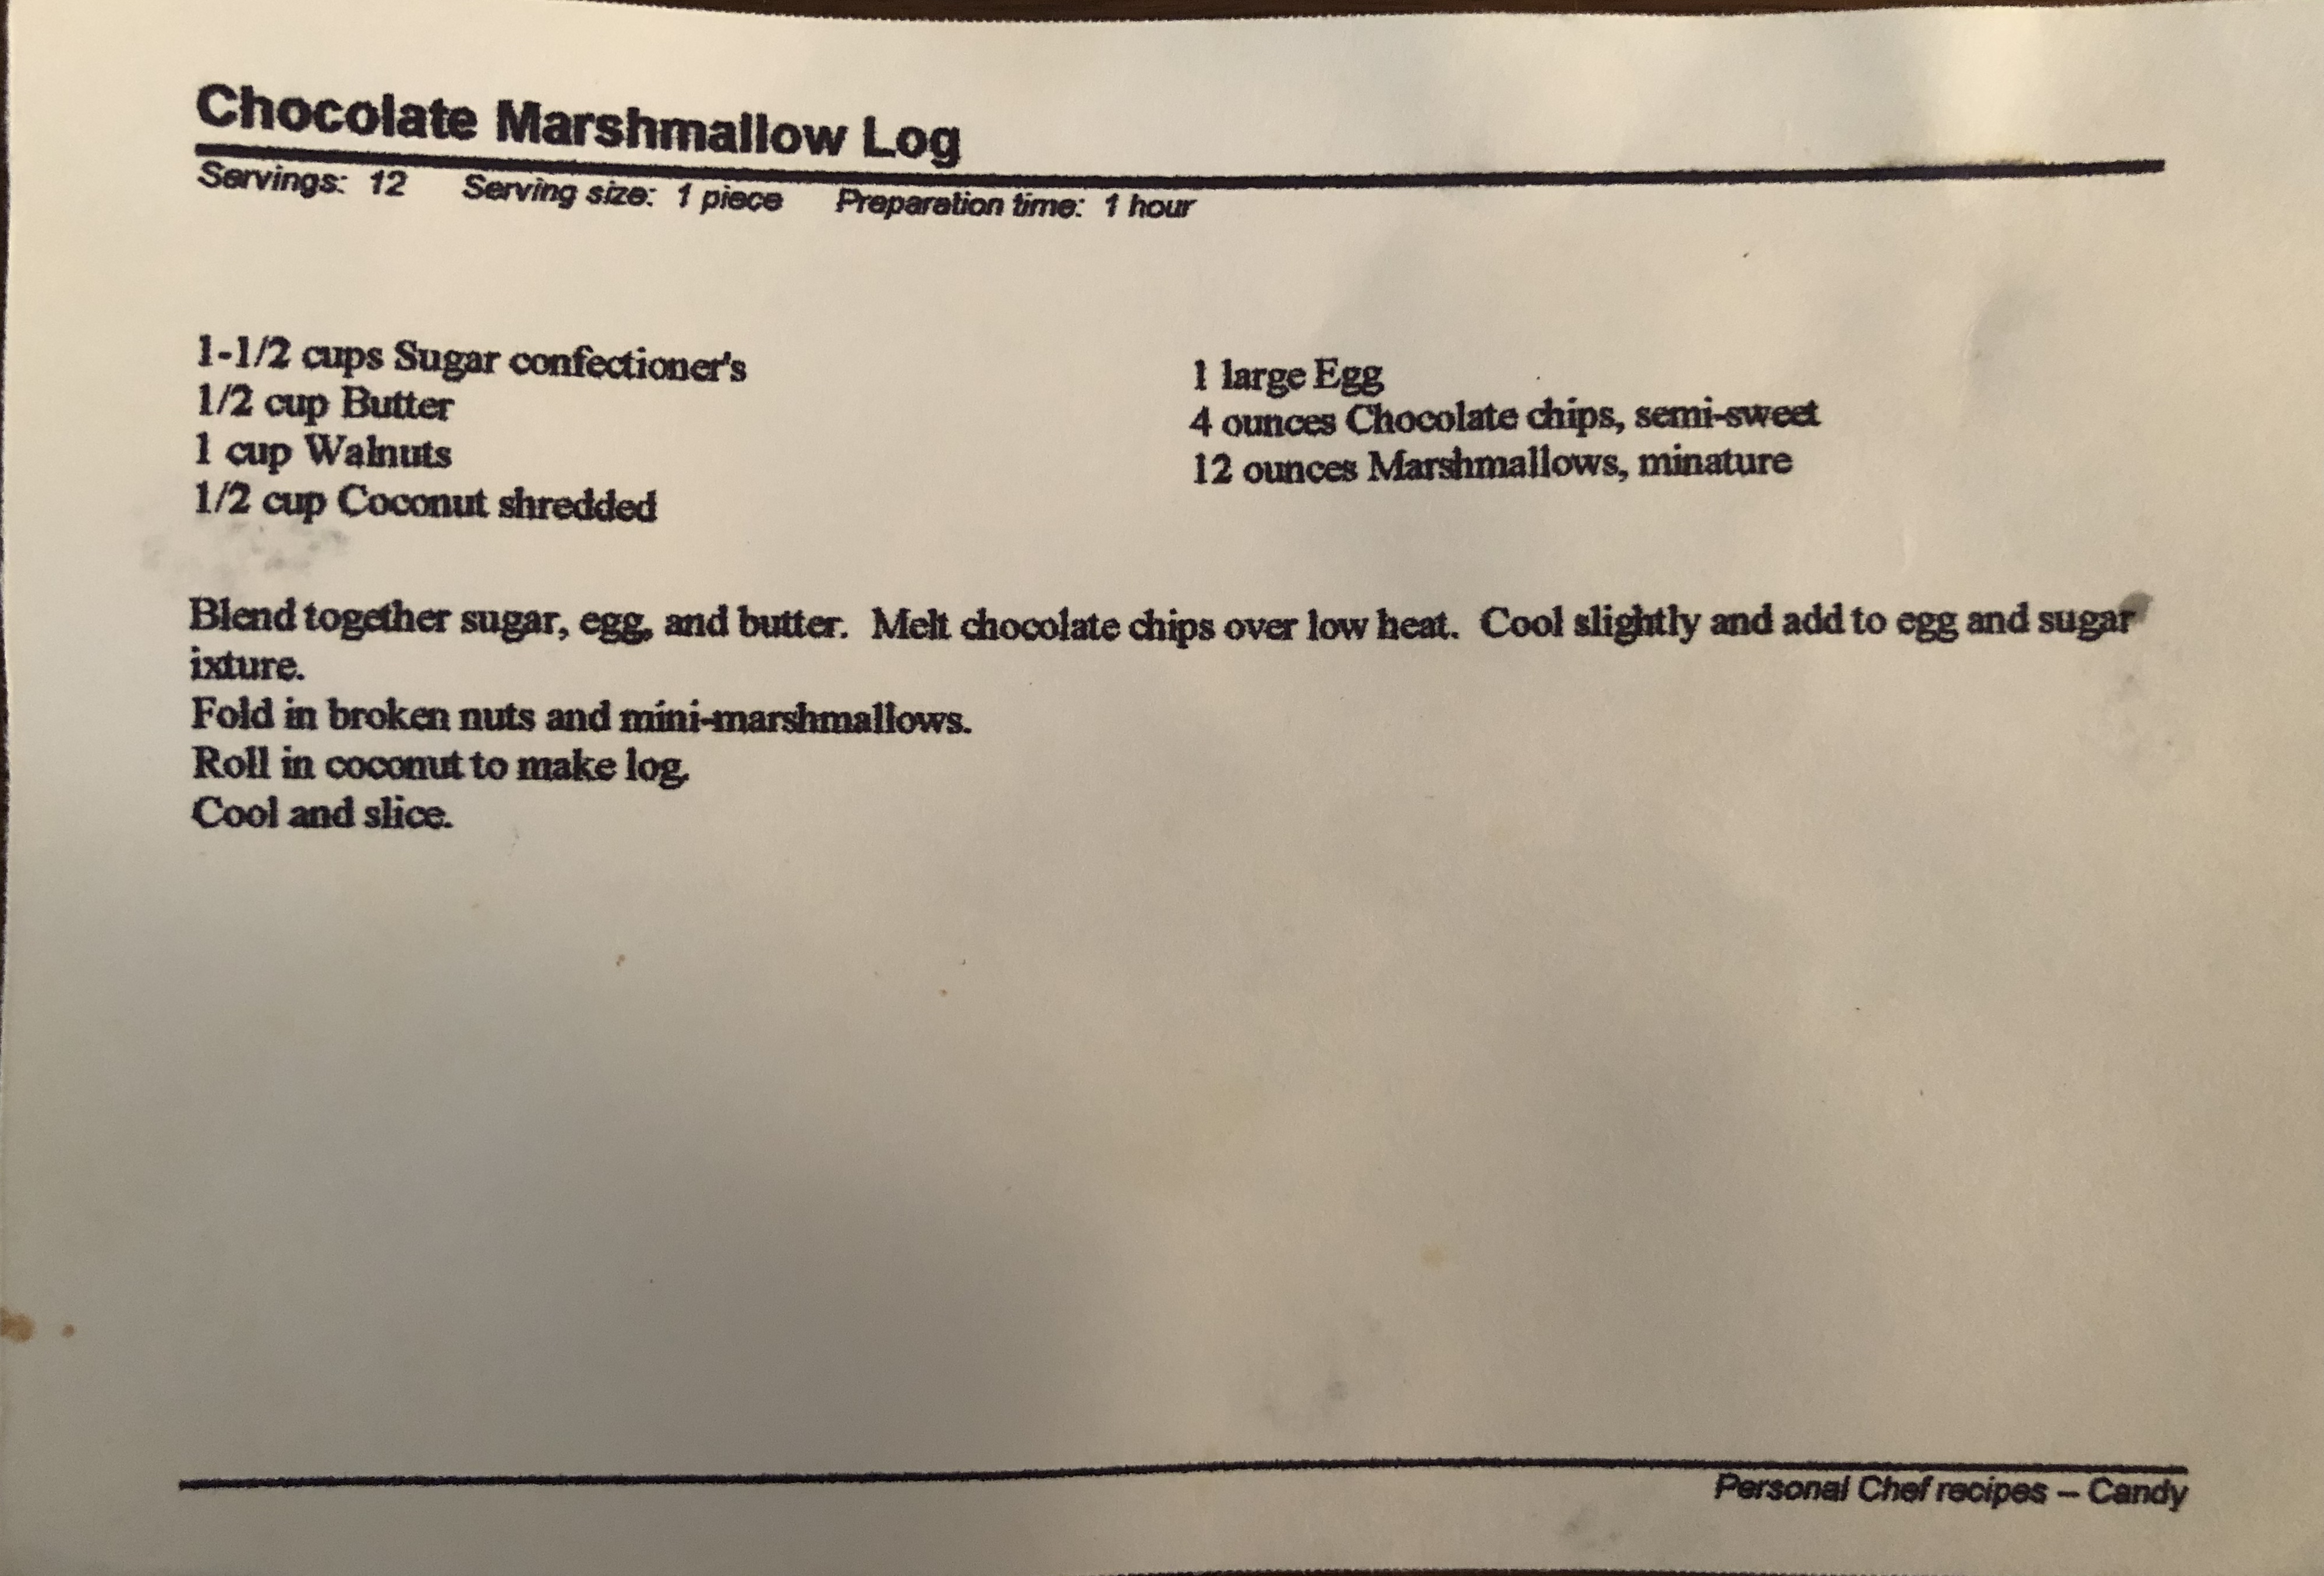 Chocolate Marshmallow Log
Servings: 12 Serving size: 1 piece Preparation time: 1 hour
1-1/2 cups Sugar confectioner's
1/2 cup Butter
1 cup Walnuts
1/2 cup Coconut shredded
1 large Egg
4 ounces Chocolate chips, semi-sweet
12 ounces Marshmallows, minature
Blend together sugar, egg, and butter. Melt chocolate chips over low heat. Cool slightly and add to egg and sugar
ixture.
Fold in broken nuts and mini-marshmallows.
Roll in coconut to make log.
Cool and slice.
Personal Chef recipes – Candy